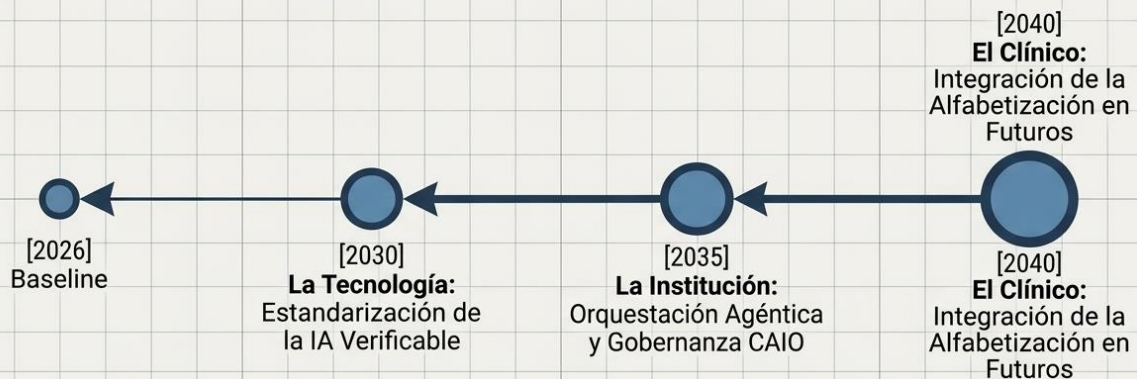 [2040]
El Clínico:
Integración de la
Alfabetización en
Futuros
[2026]
Baseline
[2030]
La Tecnología:
Estandarización de
la IA Verificable
[2035]
La Institución:
Orquestación Agéntica
y Gobernanza CAIO
[2040]
El Clínico:
Integración de la
Alfabetización en
Futuros